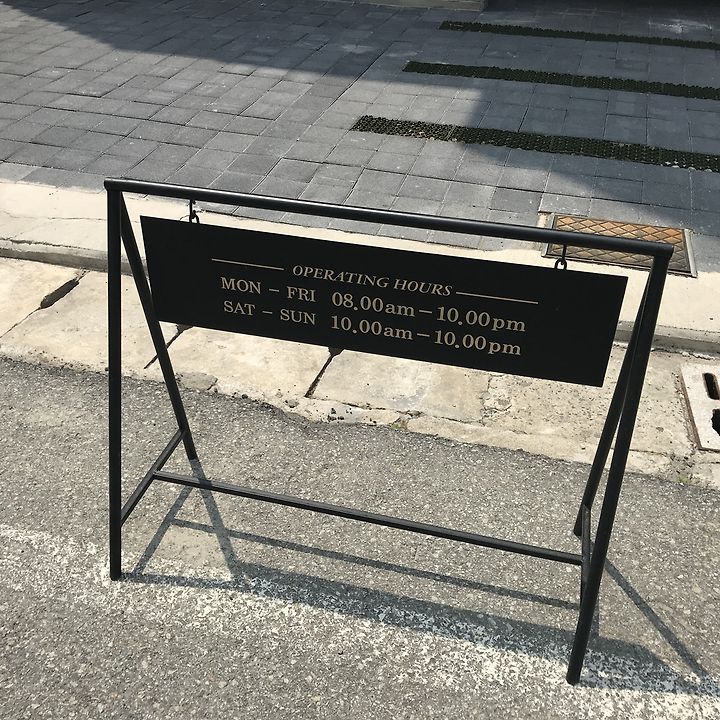 OPERATING HOURS
MON - FRI 08.00am - 10.00pm
SAT - SUN 10.00am - 10.00pm